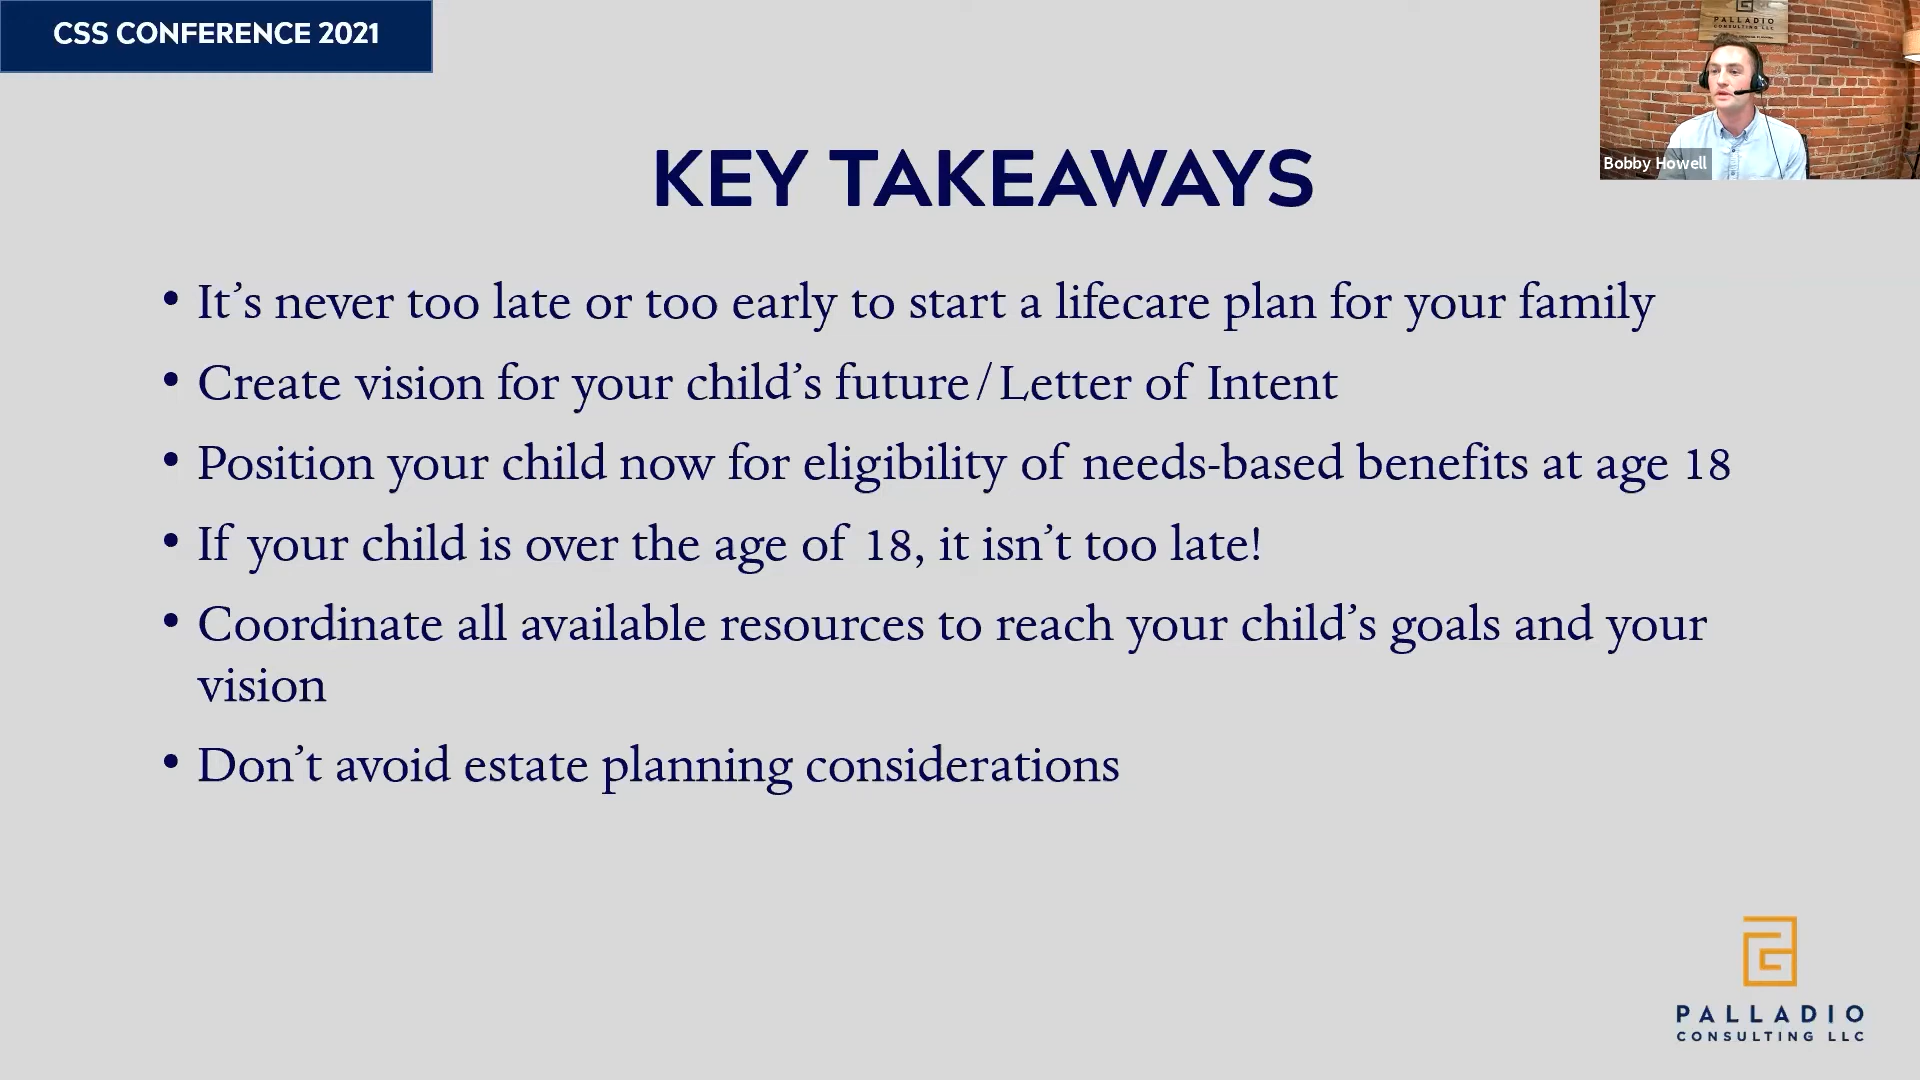 CSS CONFERENCE 2021
PALLADIO
CONSULTING LLC
Bobby Howell
KEY TAKEAWAYS
• It’s never too late or too early to start a lifecare plan for your family
• Create vision for your child’s future/Letter of Intent
• Position your child now for eligibility of needs-based benefits at age 18
• If your child is over the age of 18, it isn’t too late!
• Coordinate all available resources to reach your child’s goals and your
vision
• Don’t avoid estate planning considerations
PALLADIO
CONSULTING LLC